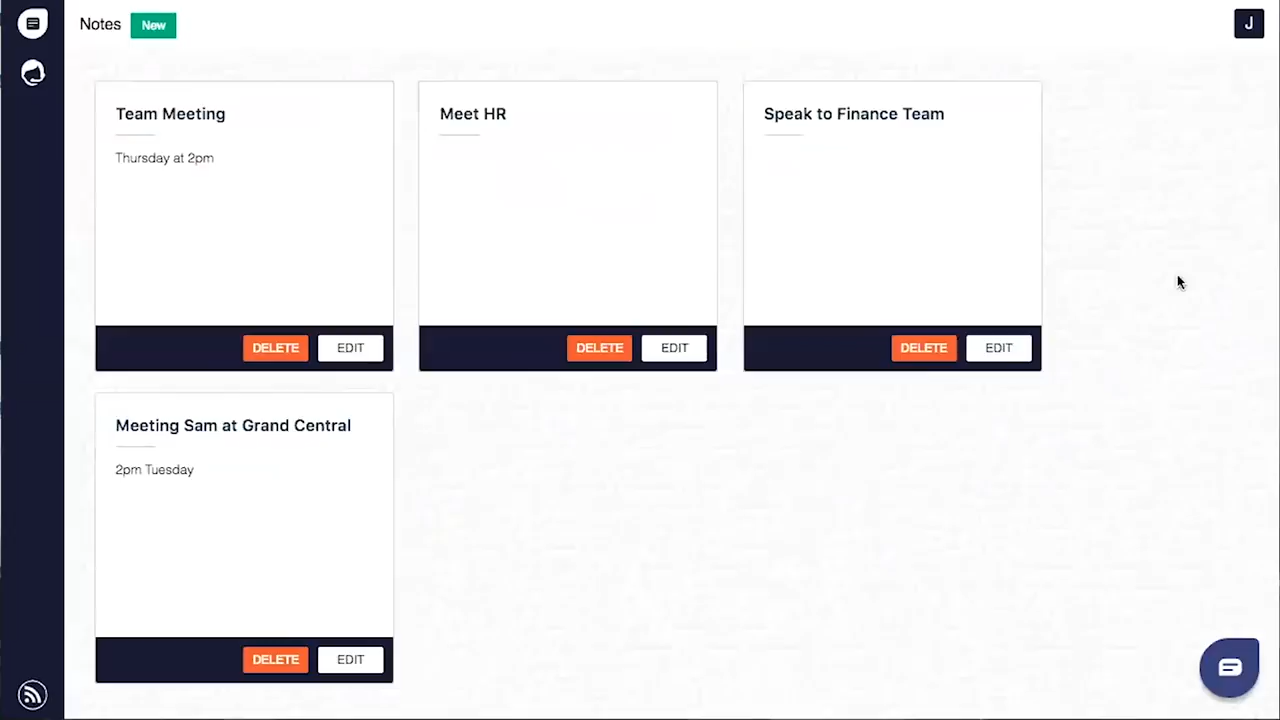 Notes New J
Team Meeting
Thursday at 2pm
DELETE EDIT
Meet HR
DELETE EDIT
Speak to Finance Team
DELETE EDIT
Meeting Sam at Grand Central
2pm Tuesday
DELETE EDIT